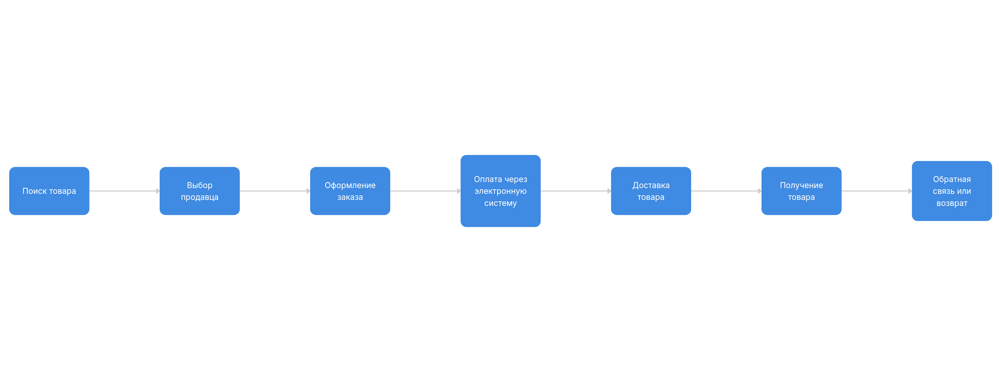 Поиск товара
Выбор
продавца
Оформление
заказа
Оплата через
электронную
систему
Доставка
товара
Получение
товара
Обратная
связь или
возврат